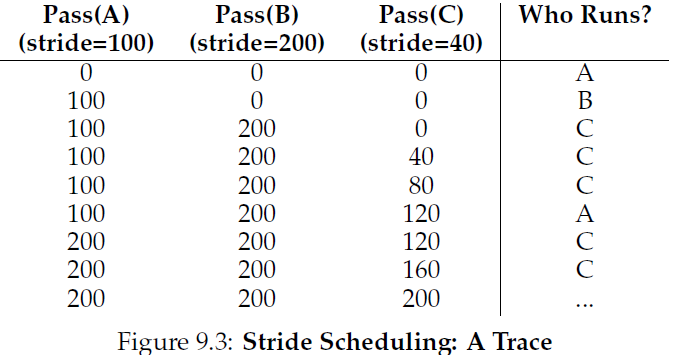 Pass(A) Pass(B) Pass(C) Who Runs?
(stride=100) (stride=200) (stride=40)
0 0 0 A
100 0 0 B
100 200 0 C
100 200 40 C
100 200 80 C
100 200 120 A
200 200 120 C
200 200 160 C
200 200 200 ...
Figure 9.3: Stride Scheduling: A Trace